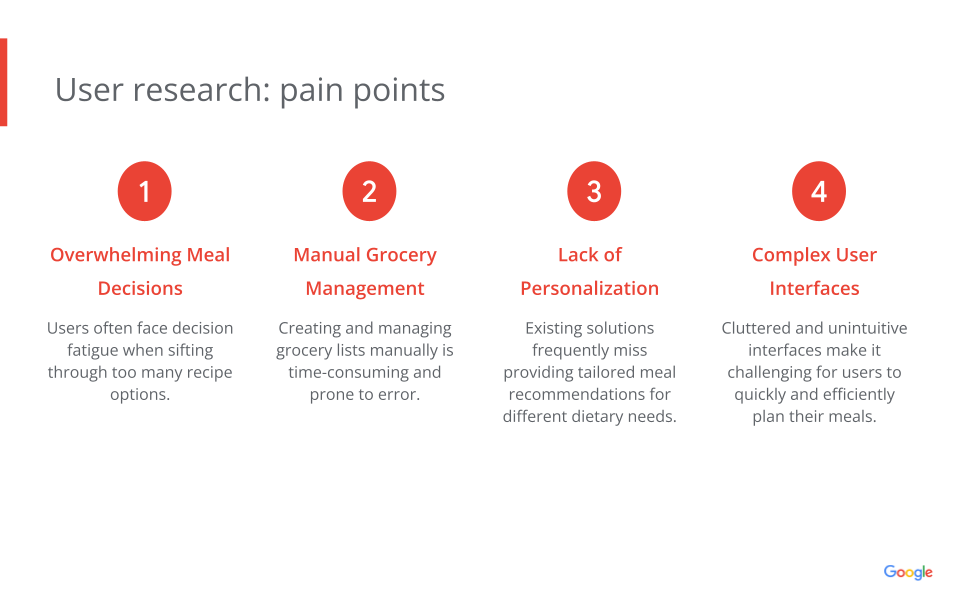 User research: pain points
1
Overwhelming Meal
Decisions
Users often face decision
fatigue when sifting
through too many recipe
options.
2
Manual Grocery
Management
Creating and managing
grocery lists manually is
time-consuming and
prone to error.
3
Lack of
Personalization
Existing solutions
frequently miss
providing tailored meal
recommendations for
different dietary needs.
4
Complex User
Interfaces
Cluttered and unintuitive
interfaces make it
challenging for users to
quickly and efficiently
plan their meals.
Google